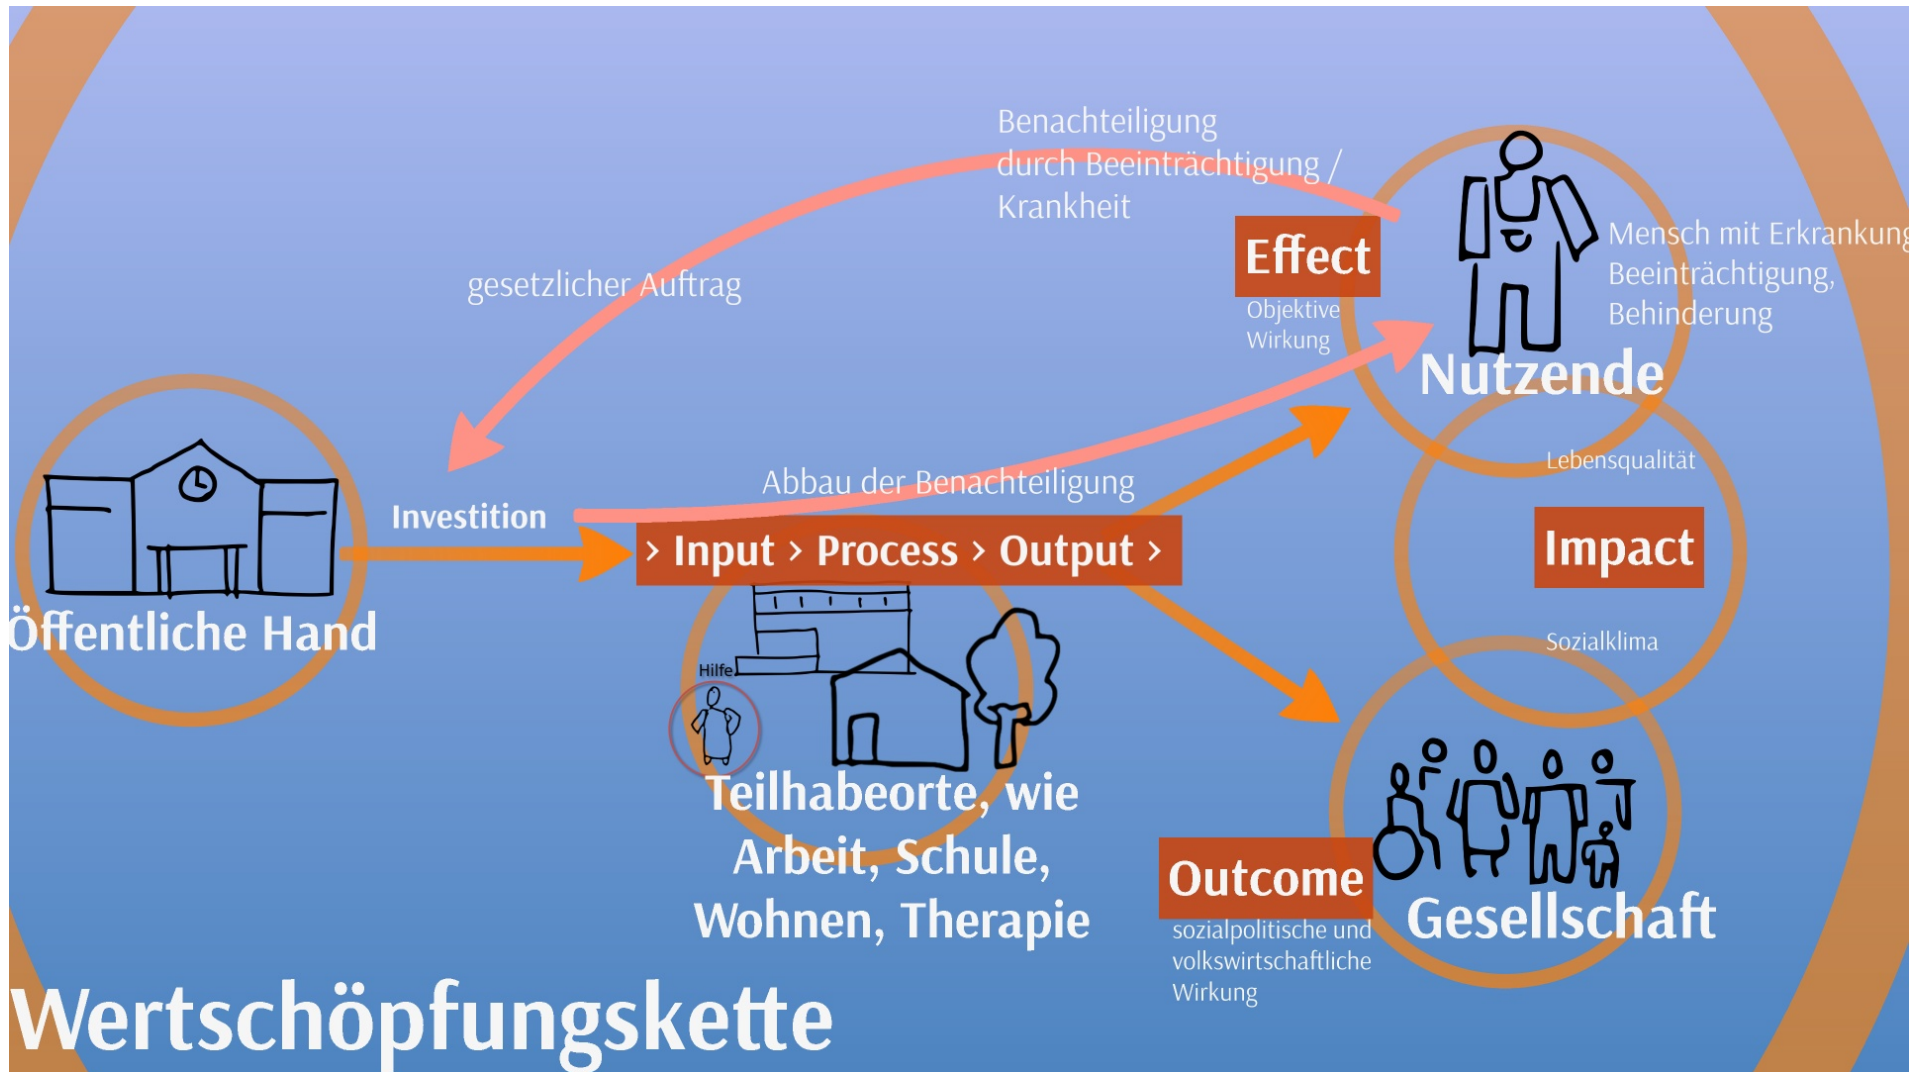 Benachteiligung
durch Beeinträchtigung /
Krankheit
gesetzlicher Auftrag
Effect
Objektive
Wirkung
Mensch mit Erkrankung
Beeinträchtigung,
Behinderung
Nutzende
Lebensqualität
Abbau der Benachteiligung
Investition
> Input > Process > Output >
Impact
Öffentliche Hand
Sozialklima
Hilfe
Teilhabeorte, wie
Arbeit, Schule,
Wohnen, Therapie
Outcome
sozialpolitische und
volkswirtschaftliche
Wirkung
Gesellschaft
Wertschöpfungskette